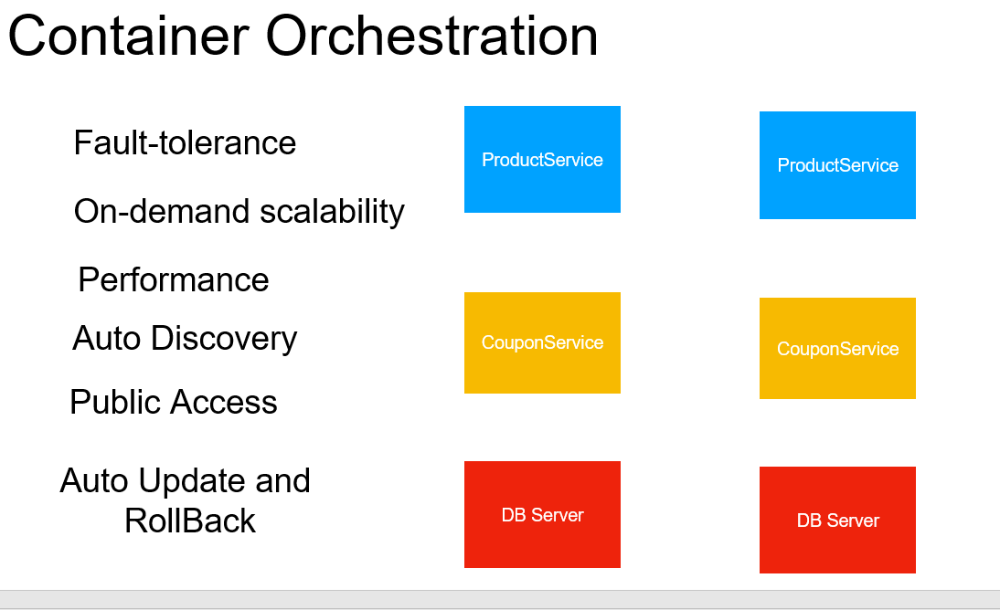 Container Orchestration
Fault-tolerance
On-demand scalability
Performance
Auto Discovery
Public Access
Auto Update and
RollBack
ProductService
ProductService
CouponService
CouponService
DB Server
DB Server